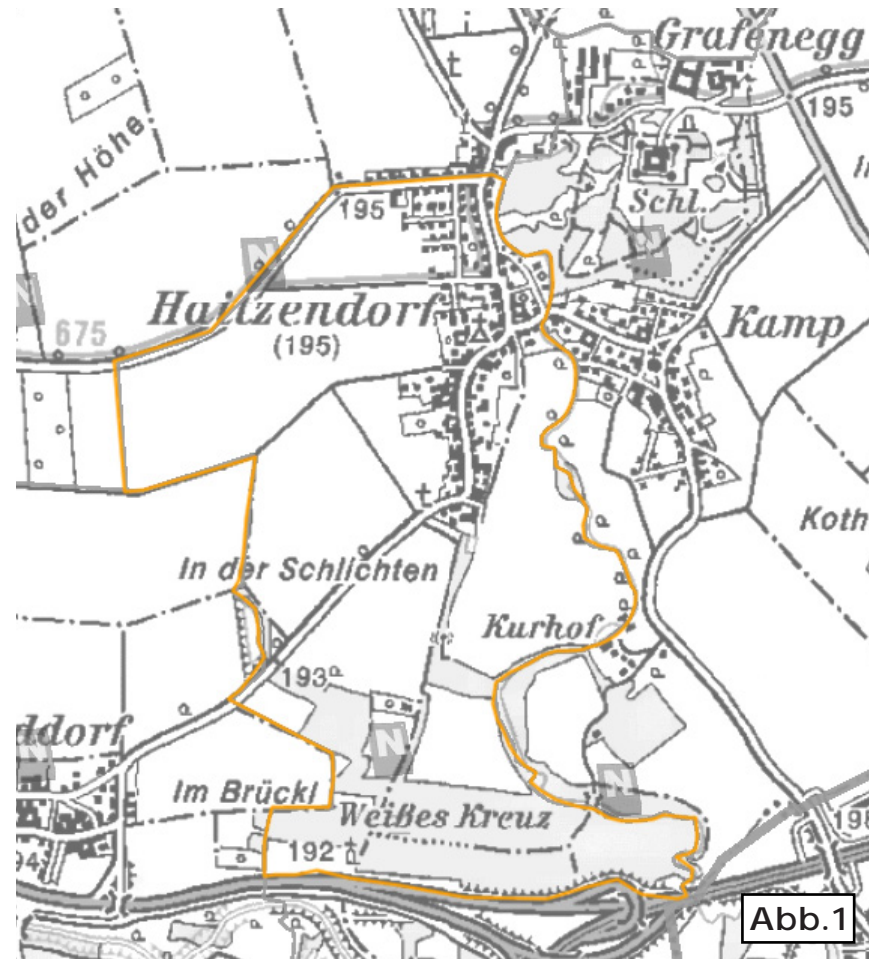 Grafenegg
195
der Höhe
195
Schl.
675
Haitzendorf
(195)
Kamp
Koth
In der Schlichten
Kurhof
193
ddorf
Im Brückl
Weißes Kreuz
198
94
192
Abb.1
N
N
N
N
N
N